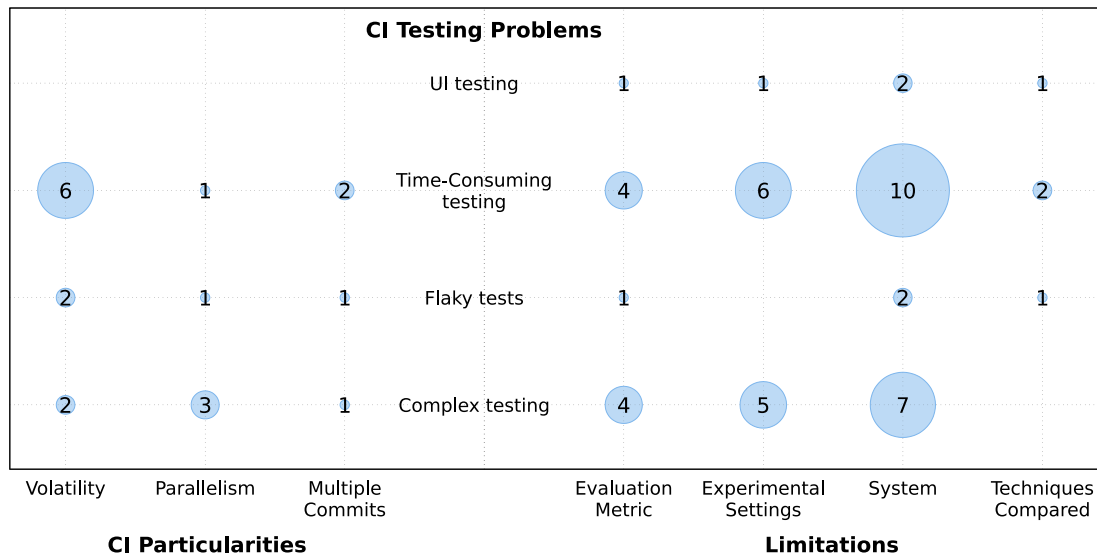 CI Testing Problems
UI testing
1 1 2 1
6 1 2
Time-Consuming
testing
4 6 10 2
2 1 1 Flaky tests 1 2 1
2 3 1 Complex testing 4 5 7
Volatility
Parallelism
Multiple
Commits
Evaluation
Metric
Experimental
Settings
System
Techniques
Compared
CI Particularities
Limitations